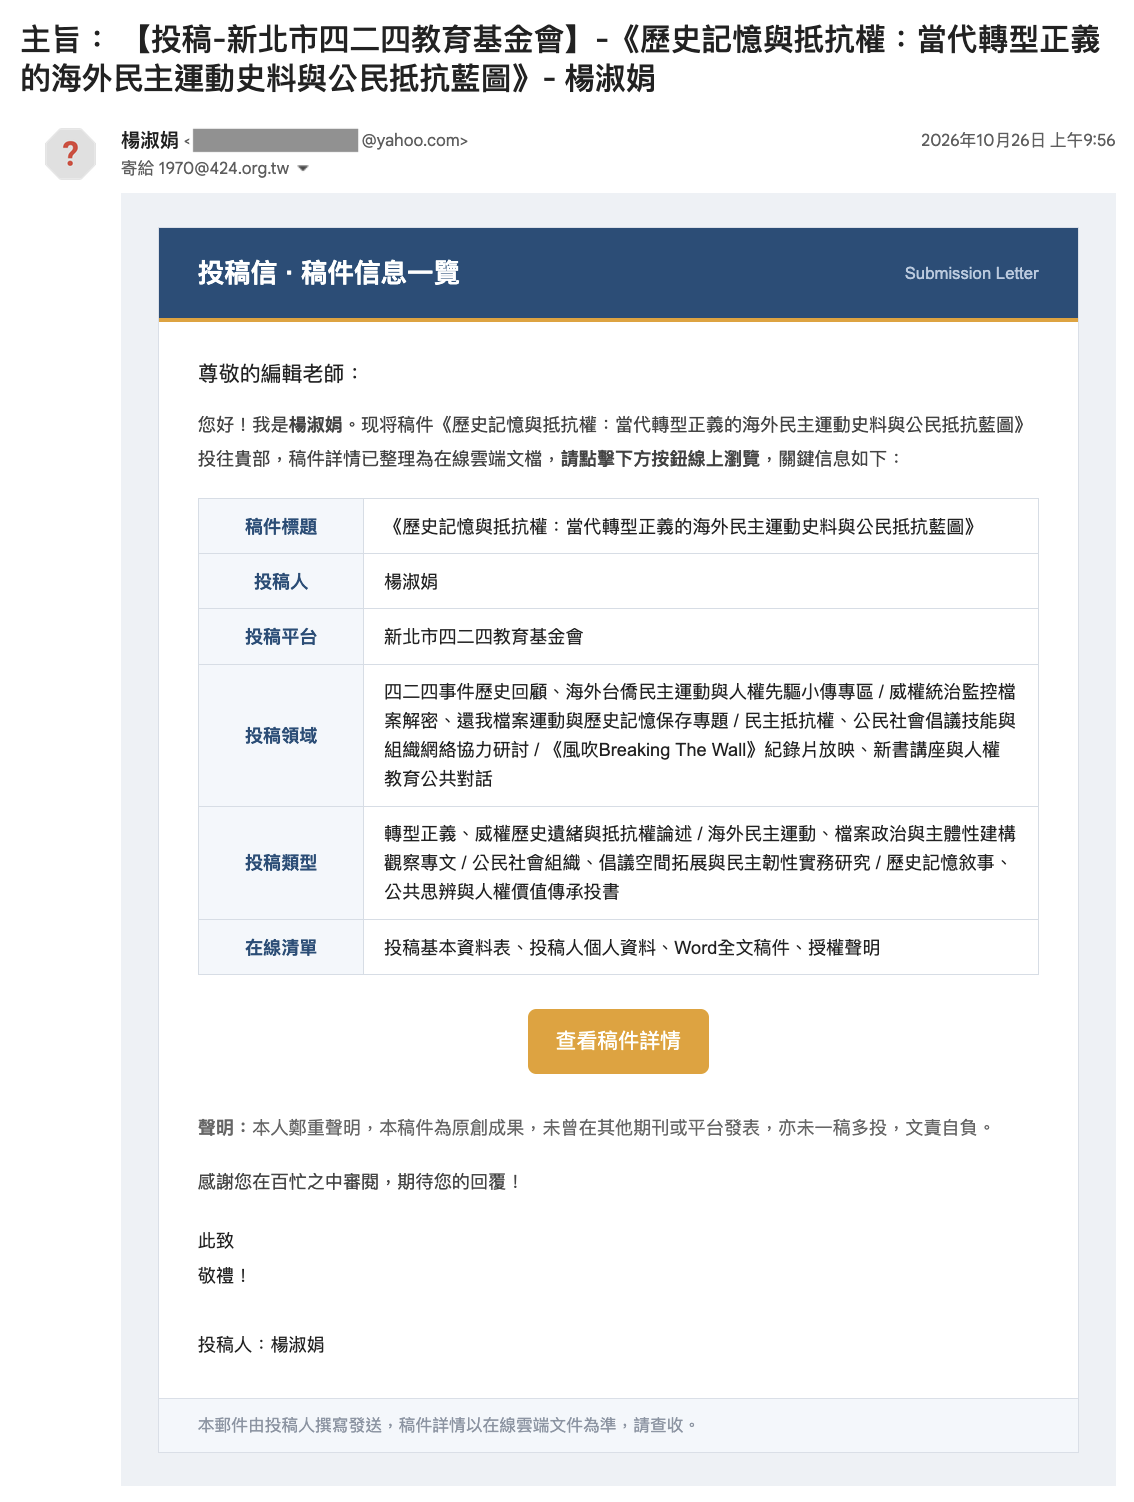 主旨： 【投稿-新北市四二四教育基金會】-《歷史記憶與抵抗權：當代轉型正義
的海外民主運動史料與公民抵抗藍圖》- 楊淑娟
?
楊淑娟 < @yahoo.com>
2026年10月26日 上午9:56
寄給 1970@424.org.tw
投稿信 · 稿件信息一覽
Submission Letter
尊敬的編輯老師：
您好！我是楊淑娟。现将稿件《歷史記憶與抵抗權：當代轉型正義的海外民主運動史料與公民抵抗藍圖》
投往貴部，稿件詳情已整理為在線雲端文檔，請點擊下方按鈕線上瀏覽，關鍵信息如下：
稿件標題
《歷史記憶與抵抗權：當代轉型正義的海外民主運動史料與公民抵抗藍圖》
投稿人
楊淑娟
投稿平台
新北市四二四教育基金會
投稿領域
四二四事件歷史回顧、海外台僑民主運動與人權先驅小傳專區 / 威權統治監控檔
案解密、還我檔案運動與歷史記憶保存專題 / 民主抵抗權、公民社會倡議技能與
組織網絡協力研討 / 《風吹Breaking The Wall》紀錄片放映、新書講座與人權
教育公共對話
投稿類型
轉型正義、威權歷史遺緒與抵抗權論述 / 海外民主運動、檔案政治與主體性建構
觀察專文 / 公民社會組織、倡議空間拓展與民主韌性實務研究 / 歷史記憶敘事、
公共思辨與人權價值傳承投書
在線清單
投稿基本資料表、投稿人個人資料、Word全文稿件、授權聲明
查看稿件詳情
聲明：本人鄭重聲明，本稿件為原創成果，未曾在其他期刊或平台發表，亦未一稿多投，文責自負。
感謝您在百忙之中審閱，期待您的回覆！
此致
敬禮！
投稿人：楊淑娟
本郵件由投稿人撰寫發送，稿件詳情以在線雲端文件為準，請查收。